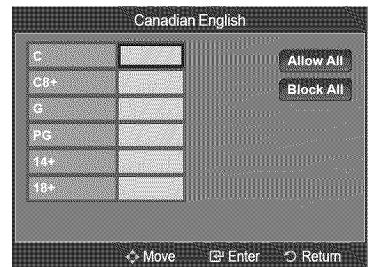 Canadian English
C
C8+
G
PG
14+
18+
Allow All
Block All
Move Enter Return